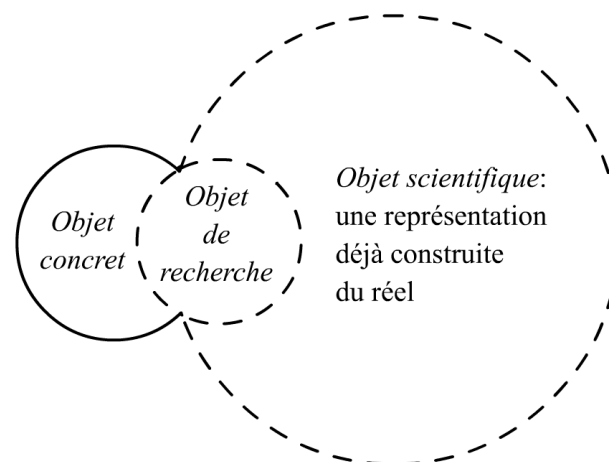 Objet
concret
Objet
de
recherche
Objet scientifique:
une représentation
déjà construite
du réel